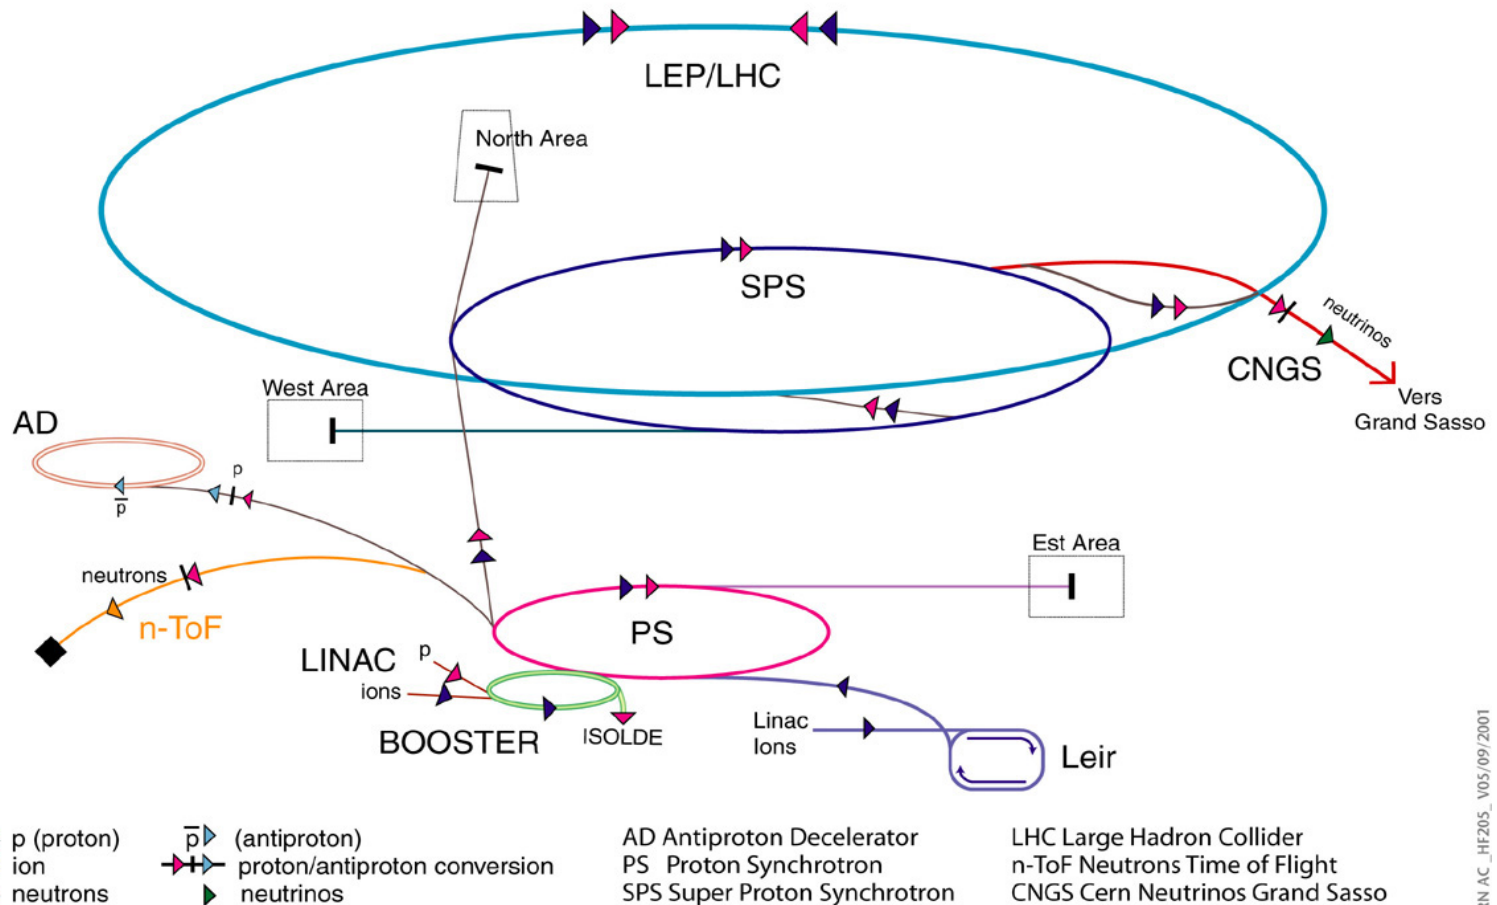 LEP/LHC
North Area
SPS
neutrinos
CNGS
Vers
Grand Sasso
West Area
AD
p
p̅
neutrons
n-ToF
Est Area
PS
LINAC
p
ions
BOOSTER
ISOLDE
Linac
Ions
Leir
p (proton)
ion
neutrons
p̅ (antiproton)
proton/antiproton conversion
neutrinos
AD Antiproton Decelerator
PS Proton Synchrotron
SPS Super Proton Synchrotron
LHC Large Hadron Collider
n-ToF Neutrons Time of Flight
CNGS Cern Neutrinos Grand Sasso
AC_HF205_V05/09/2001